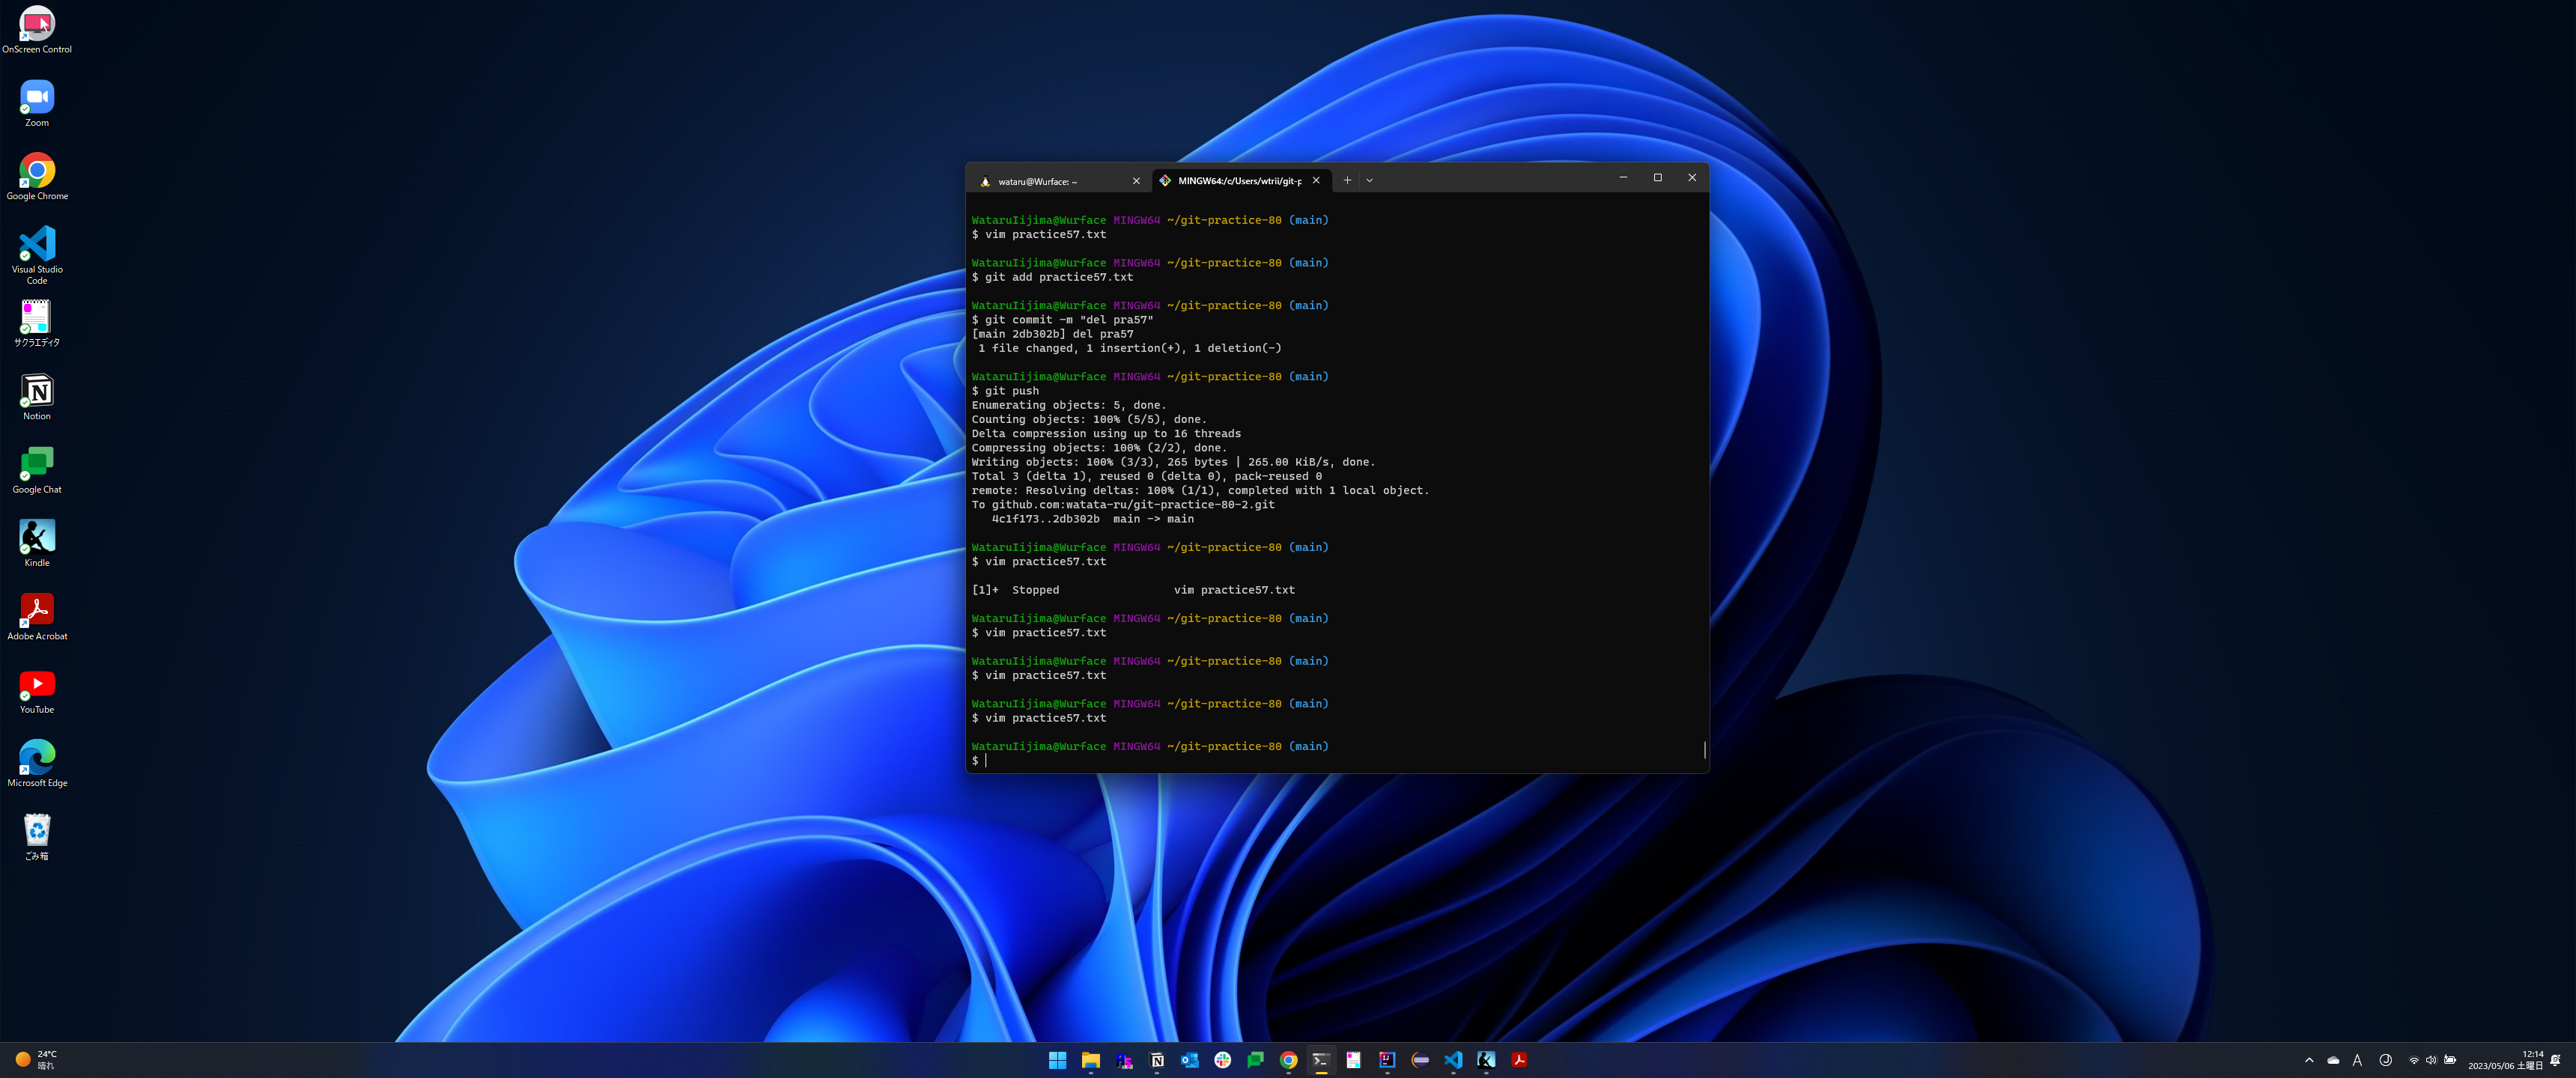 OnScreen Control
Zoom
Google Chrome
Visual Studio
Code
サクラエディタ
Notion
Google Chat
Kindle
Adobe Acrobat
YouTube
Microsoft Edge
ごみ箱
wataru@Wurface: ~
MINGW64:/c/Users/wtrii/git-p
WataruIijima@Wurface MINGW64 ~/git-practice-80 (main)
$ vim practice57.txt
WataruIijima@Wurface MINGW64 ~/git-practice-80 (main)
$ git add practice57.txt
WataruIijima@Wurface MINGW64 ~/git-practice-80 (main)
$ git commit -m "del pra57"
[main 2db302b] del pra57
1 file changed, 1 insertion(+), 1 deletion(-)
WataruIijima@Wurface MINGW64 ~/git-practice-80 (main)
$ git push
Enumerating objects: 5, done.
Counting objects: 100% (5/5), done.
Delta compression using up to 16 threads
Compressing objects: 100% (2/2), done.
Writing objects: 100% (3/3), 265 bytes | 265.00 KiB/s, done.
Total 3 (delta 1), reused 0 (delta 0), pack-reused 0
remote: Resolving deltas: 100% (1/1), completed with 1 local object.
To github.com:watata-ru/git-practice-80-2.git
4c1f173..2db302b  main -> main
WataruIijima@Wurface MINGW64 ~/git-practice-80 (main)
$ vim practice57.txt
[1]+  Stopped                 vim practice57.txt
WataruIijima@Wurface MINGW64 ~/git-practice-80 (main)
$ vim practice57.txt
WataruIijima@Wurface MINGW64 ~/git-practice-80 (main)
$ vim practice57.txt
WataruIijima@Wurface MINGW64 ~/git-practice-80 (main)
$ vim practice57.txt
WataruIijima@Wurface MINGW64 ~/git-practice-80 (main)
$
24°C
晴れ
A
12:14
2023/05/06 土曜日